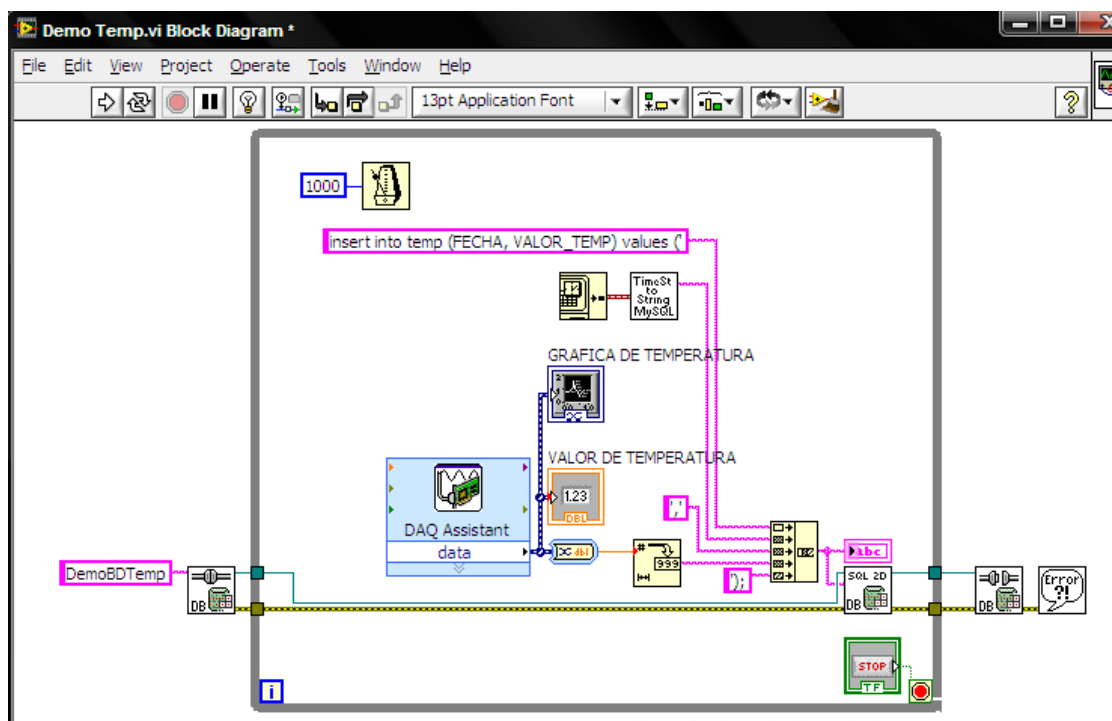 Demo Temp.vi Block Diagram *
File Edit View Project Operate Tools Window Help
13pt Application Font
1000
insert into temp (FECHA, VALOR_TEMP) values ('
TimeSt
to
String
MySQL
GRAFICA DE TEMPERATURA
VALOR DE TEMPERATURA
1.23
DBL
DAQ Assistant
data
dbl
999
','
');
abc
DemoBDTemp
DB
SQL 2D
DB
DB
Error
?!
STOP
TF
i